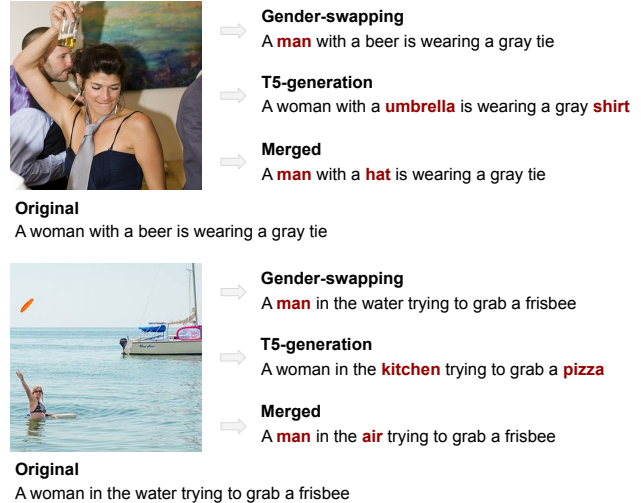 Gender-swapping
A man with a beer is wearing a gray tie
T5-generation
A woman with a umbrella is wearing a gray shirt
Merged
A man with a hat is wearing a gray tie
Original
A woman with a beer is wearing a gray tie
Gender-swapping
A man in the water trying to grab a frisbee
T5-generation
A woman in the kitchen trying to grab a pizza
Merged
A man in the air trying to grab a frisbee
Original
A woman in the water trying to grab a frisbee